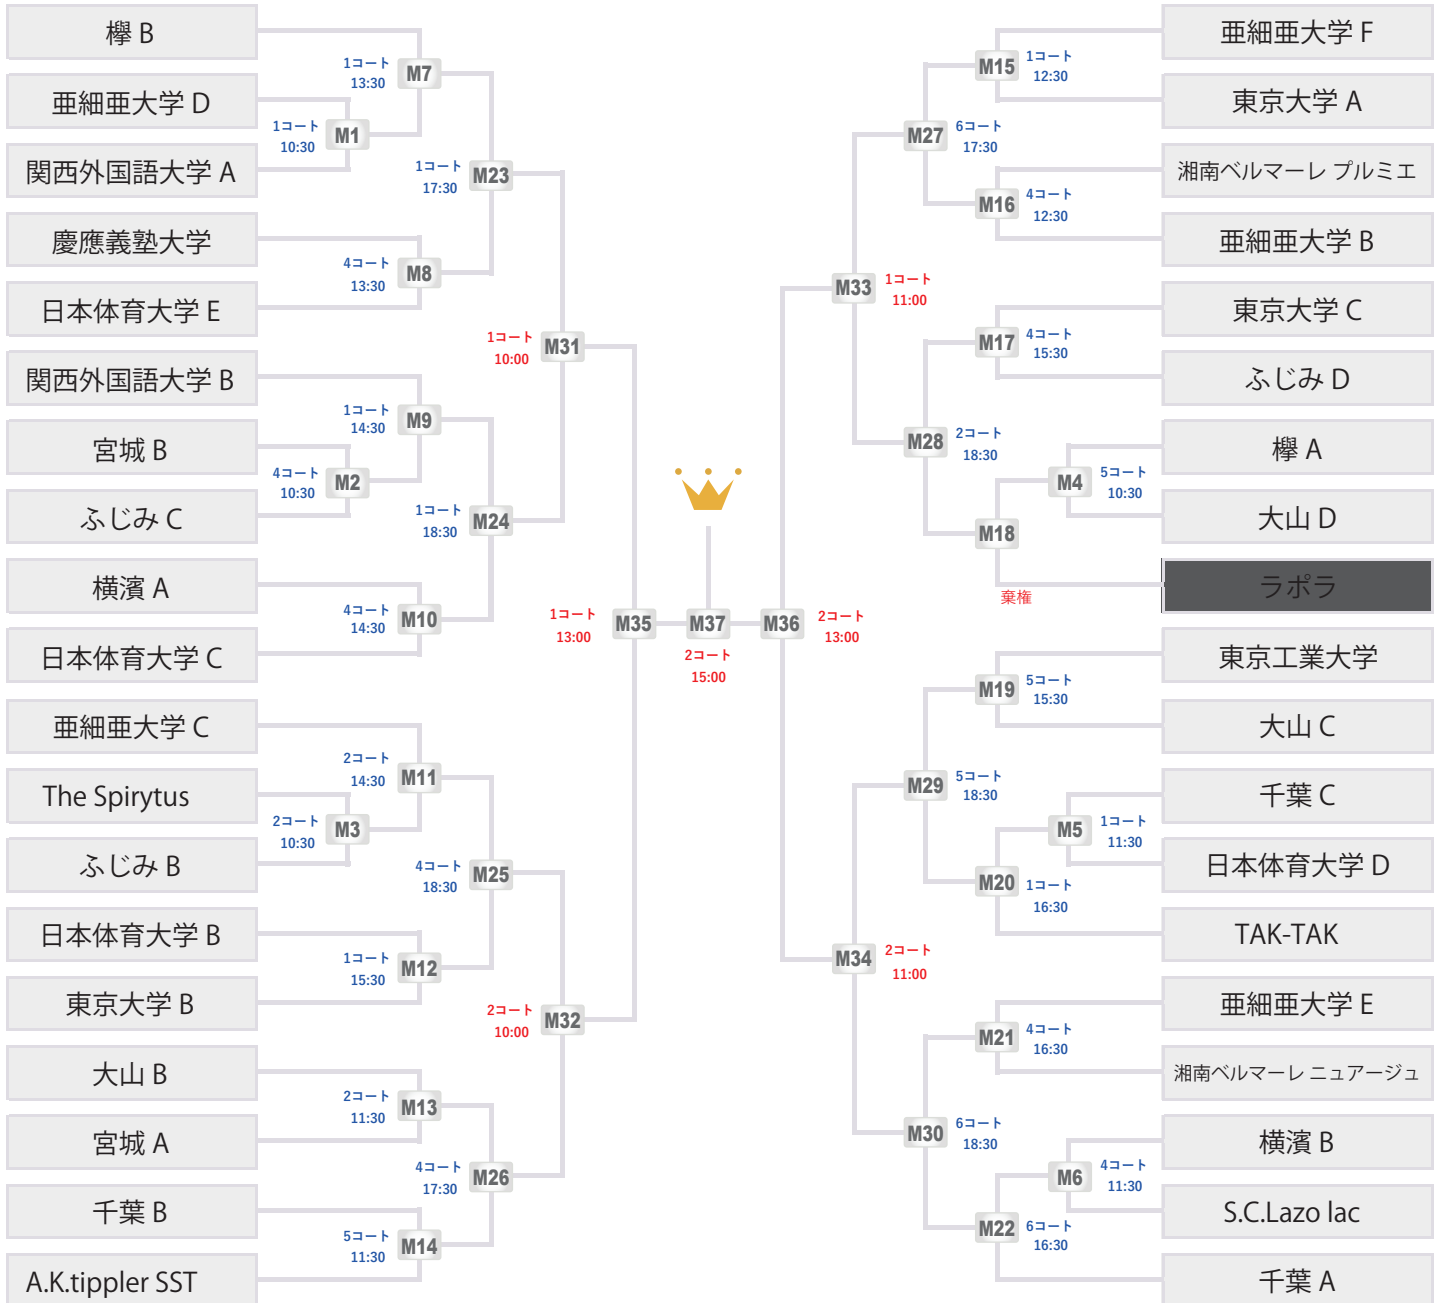 欅 B
亜細亜大学 D
関西外国語大学 A
慶應義塾大学
日本体育大学 E
関西外国語大学 B
宮城 B
ふじみ C
横濱 A
日本体育大学 C
亜細亜大学 C
The Spirytus
ふじみ B
日本体育大学 B
東京大学 B
大山 B
宮城 A
千葉 B
A.K.tippler SST
1コート
10:30
M1
4コート
10:30
M2
2コート
10:30
M3
1コート
13:30
M7
4コート
13:30
M8
1コート
14:30
M9
4コート
14:30
M10
2コート
14:30
M11
1コート
15:30
M12
2コート
11:30
M13
5コート
11:30
M14
1コート
17:30
M23
1コート
18:30
M24
4コート
18:30
M25
4コート
17:30
M26
1コート
10:00
M31
2コート
10:00
M32
1コート
13:00
M35
M37
2コート
15:00
M36
2コート
13:00
M33
1コート
11:00
M34
2コート
11:00
M27
6コート
17:30
M28
2コート
18:30
M29
5コート
18:30
M30
6コート
18:30
M15
1コート
12:30
M16
4コート
12:30
M17
4コート
15:30
M18
棄権
M19
5コート
15:30
M20
1コート
16:30
M21
4コート
16:30
M22
6コート
16:30
M4
5コート
10:30
M5
1コート
11:30
M6
4コート
11:30
亜細亜大学 F
東京大学 A
湘南ベルマーレ プルミエ
亜細亜大学 B
東京大学 C
ふじみ D
欅 A
大山 D
ラポラ
東京工業大学
大山 C
千葉 C
日本体育大学 D
TAK-TAK
亜細亜大学 E
湘南ベルマーレ ニュアージュ
横濱 B
S.C.Lazo lac
千葉 A